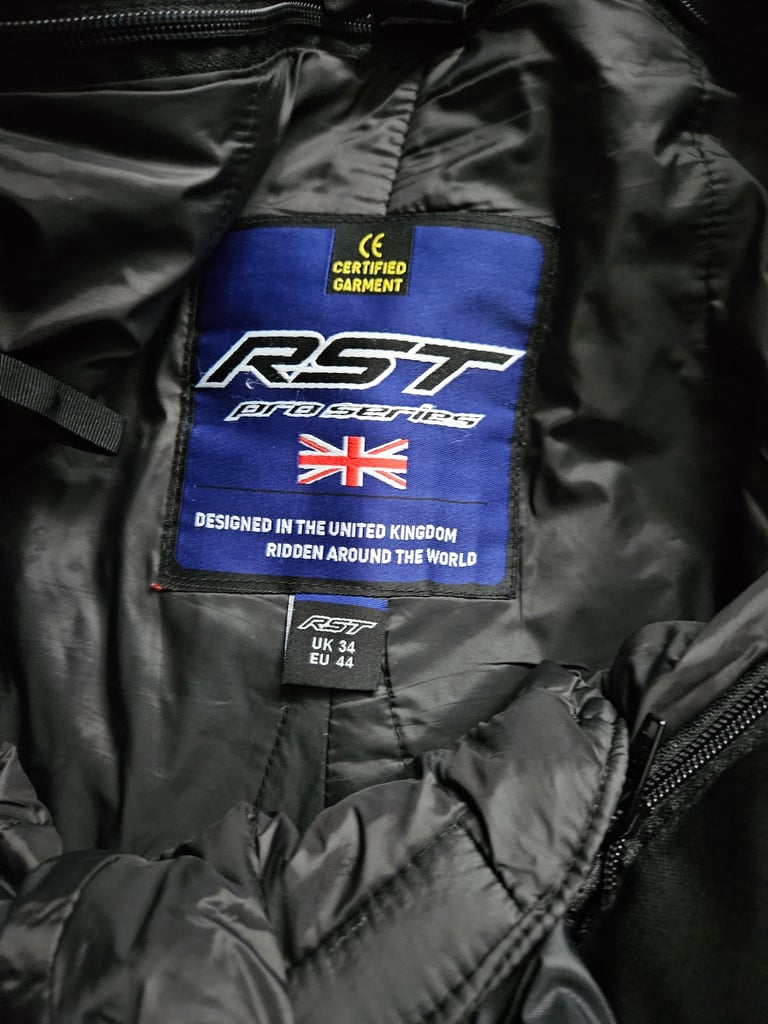 CE
CERTIFIED
GARMENT
RST
pro series
DESIGNED IN THE UNITED KINGDOM
RIDDEN AROUND THE WORLD
RST
UK 34
EU 44